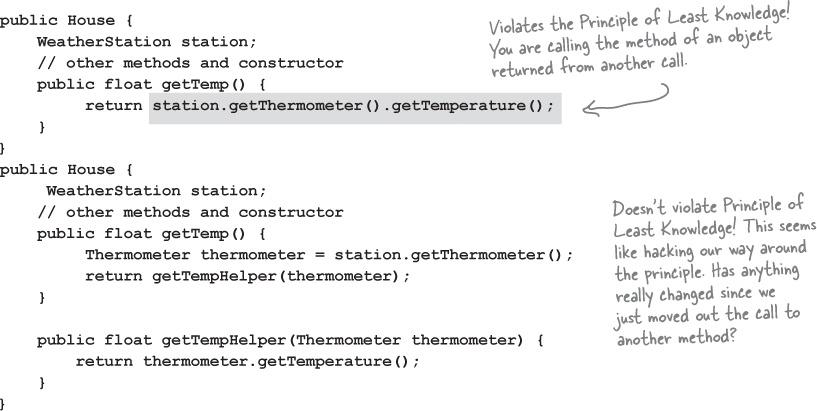 public House {
WeatherStation station;
// other methods and constructor
public float getTemp() {
return station.getThermometer().getTemperature();
}
}
Violates the Principle of Least Knowledge!
You are calling the method of an object
returned from another call.
public House {
WeatherStation station;
// other methods and constructor
public float getTemp() {
Thermometer thermometer = station.getThermometer();
return getTempHelper(thermometer);
}
public float getTempHelper(Thermometer thermometer) {
return thermometer.getTemperature();
}
}
Doesn't violate Principle of
Least Knowledge! This seems
like hacking our way around
the principle. Has anything
really changed since we
just moved out the call to
another method?